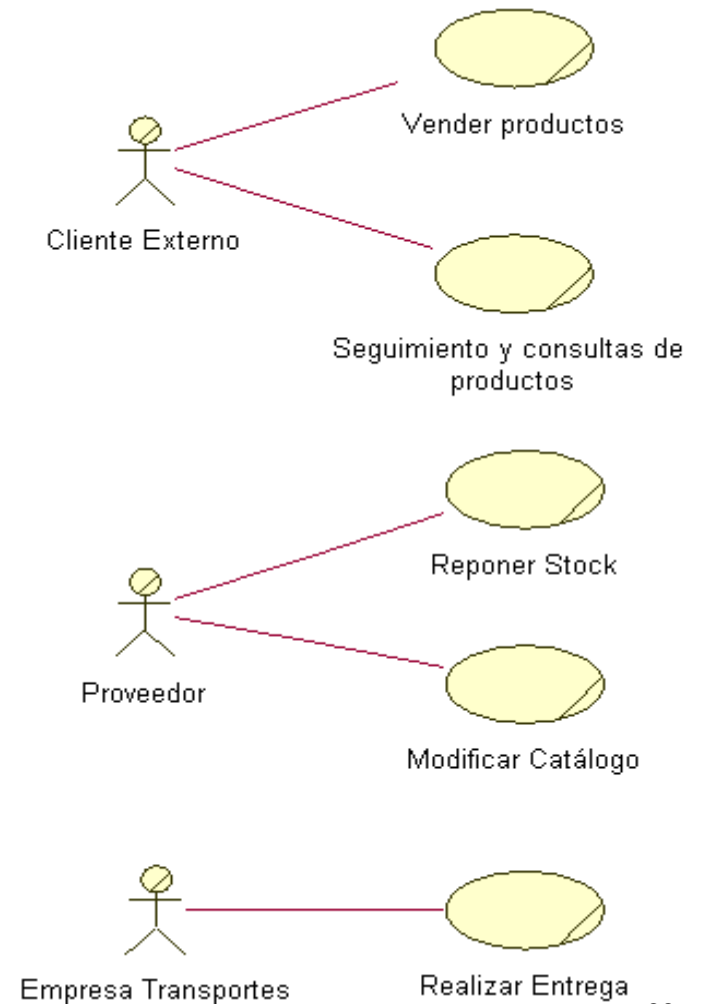 Vender productos
Cliente Externo
Seguimiento y consultas de
productos
Reponer Stock
Proveedor
Modificar Catálogo
Empresa Transportes
Realizar Entrega